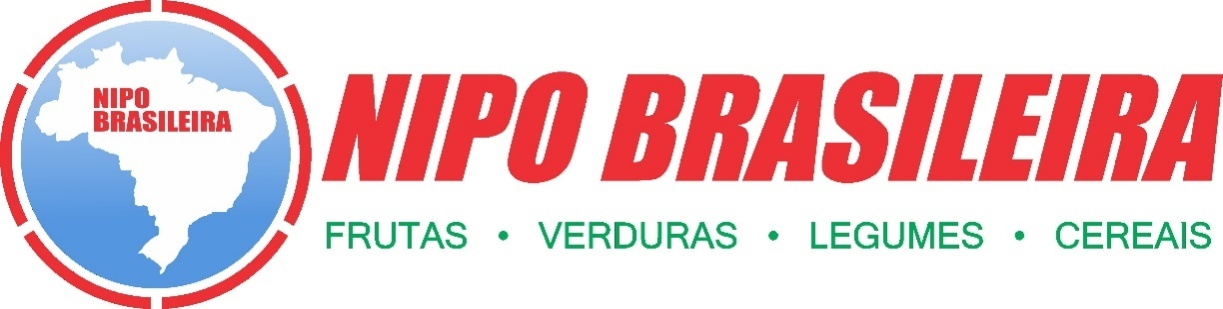 NIPO
BRASILEIRA
NIPO BRASILEIRA
FRUTAS • VERDURAS • LEGUMES • CEREAIS